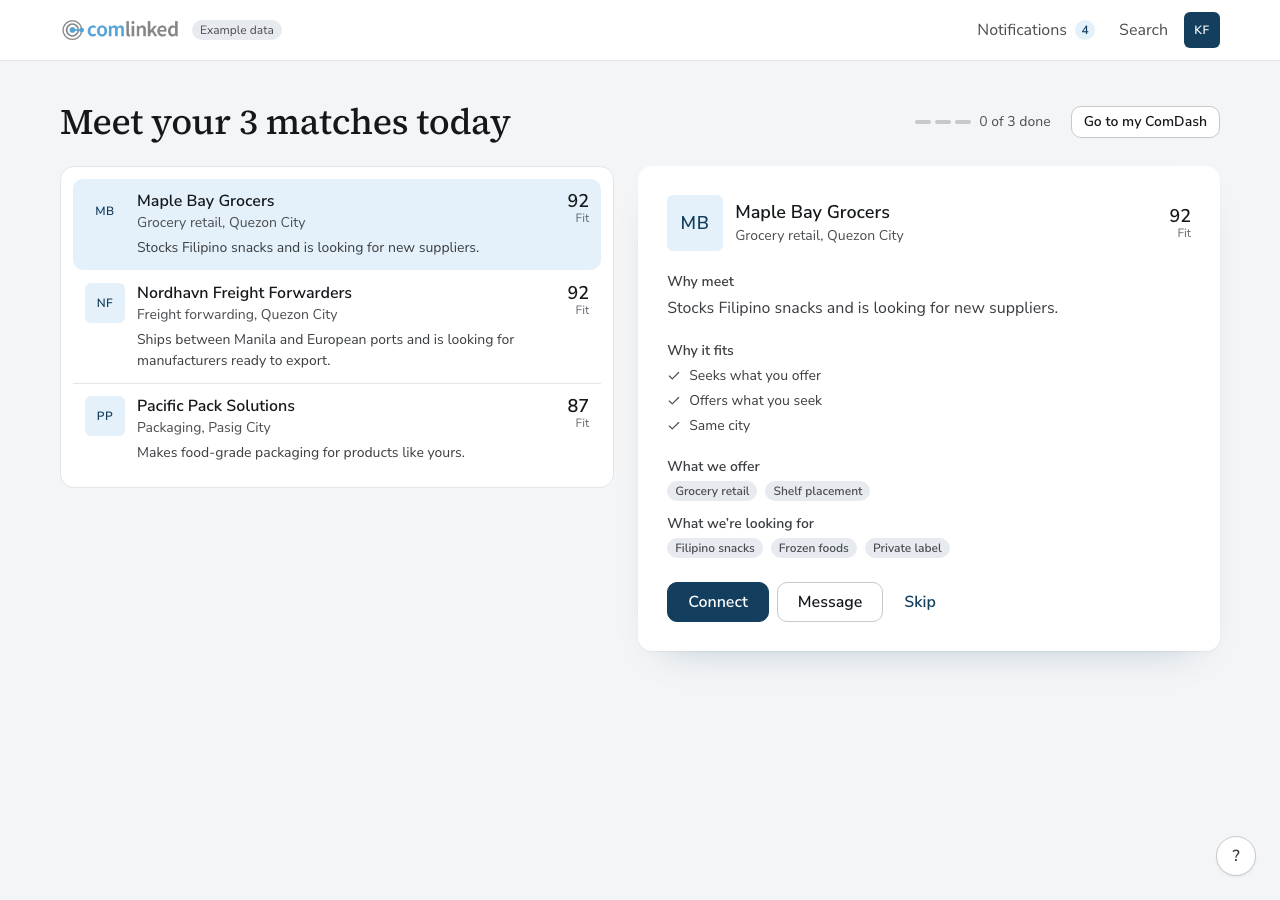 comlinked
Example data
Notifications 4
Search
KF
Meet your 3 matches today
0 of 3 done
Go to my ComDash
MB
Maple Bay Grocers
92
Grocery retail, Quezon City
Fit
Stocks Filipino snacks and is looking for new suppliers.
NF
Nordhavn Freight Forwarders
92
Freight forwarding, Quezon City
Fit
Ships between Manila and European ports and is looking for
manufacturers ready to export.
PP
Pacific Pack Solutions
87
Packaging, Pasig City
Fit
Makes food-grade packaging for products like yours.
MB
Maple Bay Grocers
92
Grocery retail, Quezon City
Fit
Why meet
Stocks Filipino snacks and is looking for new suppliers.
Why it fits
Seeks what you offer
Offers what you seek
Same city
What we offer
Grocery retail
Shelf placement
What we’re looking for
Filipino snacks
Frozen foods
Private label
Connect
Message
Skip
?